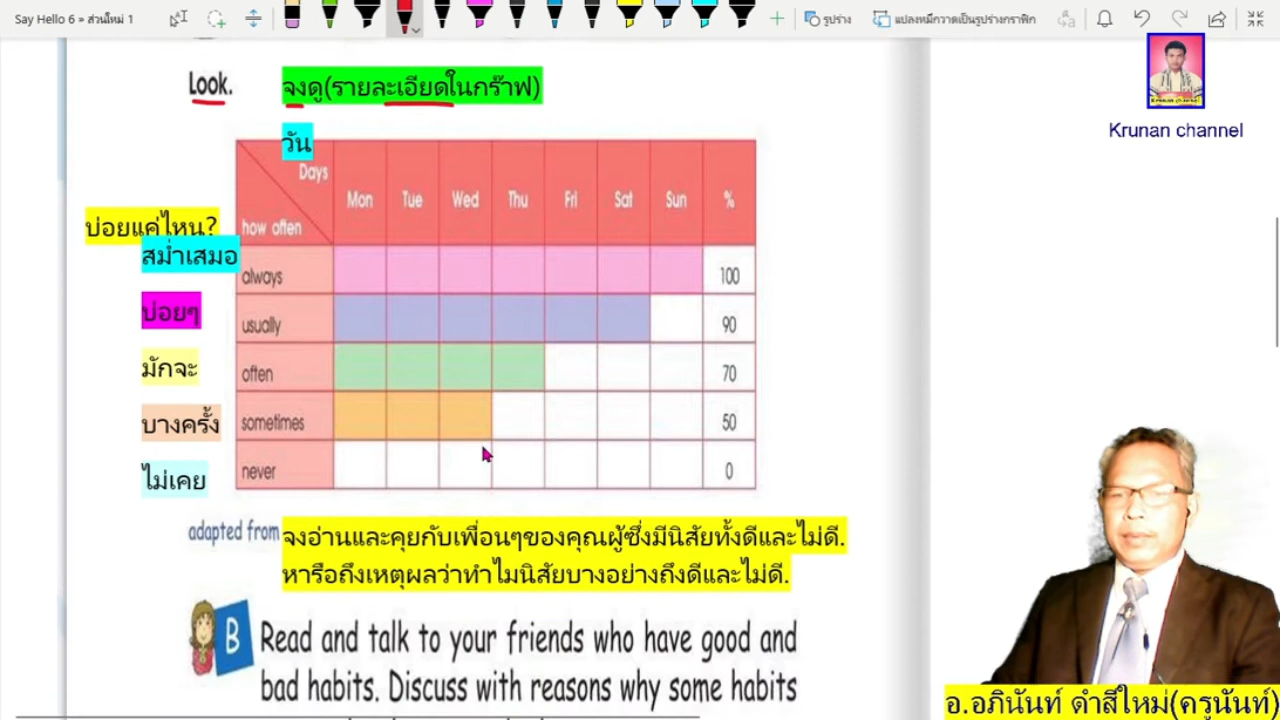 Say Hello 6 » ส่วนใหม่ 1
รูปร่าง
แปลงหมึกวาดเป็นรูปร่างกราฟิก
Look.
จงดู(รายละเอียดในกร๊าฟ)
Krunan channel
วัน
Days
Mon Tue Wed Thu Fri Sat Sun %
บ่อยแค่ไหน?
how often
สม่ำเสมอ
always 100
บ่อยๆ
usually 90
มักจะ
often 70
บางครั้ง
sometimes 50
ไม่เคย
never 0
adapted from
จงอ่านและคุยกับเพื่อนๆของคุณผู้ซึ่งมีนิสัยทั้งดีและไม่ดี.
หารือถึงเหตุผลว่าทำไมนิสัยบางอย่างถึงดีและไม่ดี.
B Read and talk to your friends who have good and
bad habits. Discuss with reasons why some habits
อ.อภินันท์ ดำสีใหม่(ครูนันท์)